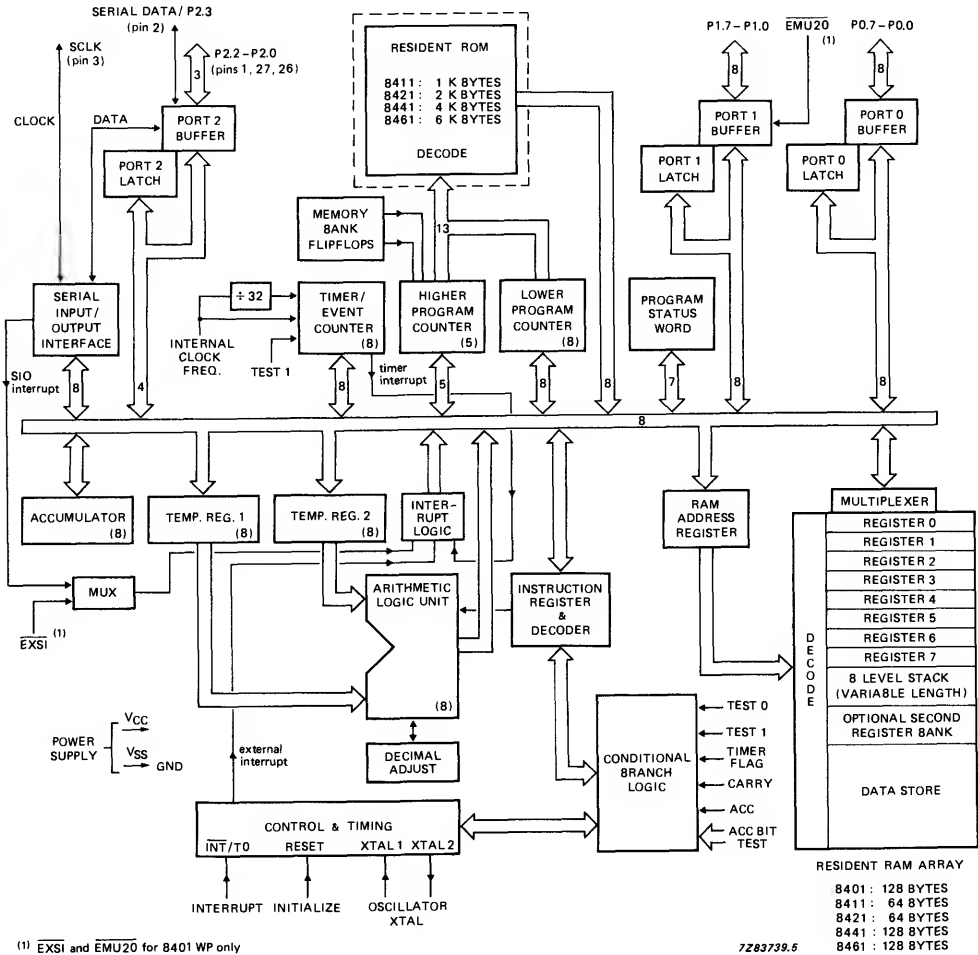 SERIAL DATA/ P2.3
(pin 2)
SCLK
(pin 3)
P2.2–P2.0
(pins 1, 27, 26)
3
CLOCK
DATA
PORT 2
BUFFER
PORT 2
LATCH
RESIDENT ROM
8411: 1 K BYTES
8421: 2 K BYTES
8441: 4 K BYTES
8461: 6 K BYTES
DECODE
P1.7–P1.0
EMU20
(1)
P0.7–P0.0
8
8
PORT 1
BUFFER
PORT 0
BUFFER
PORT 1
LATCH
PORT 0
LATCH
MEMORY
BANK
FLIPFLOPS
13
SERIAL
INPUT/
OUTPUT
INTERFACE
÷ 32
TIMER/
EVENT
COUNTER
(8)
HIGHER
PROGRAM
COUNTER
(5)
LOWER
PROGRAM
COUNTER
(8)
PROGRAM
STATUS
WORD
INTERNAL
CLOCK
FREQ.
TEST 1
SIO
interrupt
timer
interrupt
8
4
8
5
8
8
7
8
8
8
ACCUMULATOR
(8)
TEMP. REG. 1
(8)
TEMP. REG. 2
(8)
INTER–
RUPT
LOGIC
RAM
ADDRESS
REGISTER
MULTIPLEXER
REGISTER 0
REGISTER 1
REGISTER 2
REGISTER 3
REGISTER 4
REGISTER 5
REGISTER 6
REGISTER 7
8 LEVEL STACK
(VARIABLE LENGTH)
OPTIONAL SECOND
REGISTER BANK
DATA STORE
DECODE
MUX
EXSI (1)
ARITHMETIC
LOGIC UNIT
(8)
INSTRUCTION
REGISTER
&
DECODER
DECIMAL
ADJUST
POWER
SUPPLY
VCC
VSS
GND
external
interrupt
CONDITIONAL
BRANCH
LOGIC
TEST 0
TEST 1
TIMER
FLAG
CARRY
ACC
ACC BIT
TEST
CONTROL & TIMING
INT/T0 RESET XTAL 1 XTAL 2
INTERRUPT INITIALIZE OSCILLATOR
XTAL
RESIDENT RAM ARRAY
8401: 128 BYTES
8411: 64 BYTES
8421: 64 BYTES
8441: 128 BYTES
8461: 128 BYTES
(1) EXSI and EMU20 for 8401 WP only
7Z83739.5